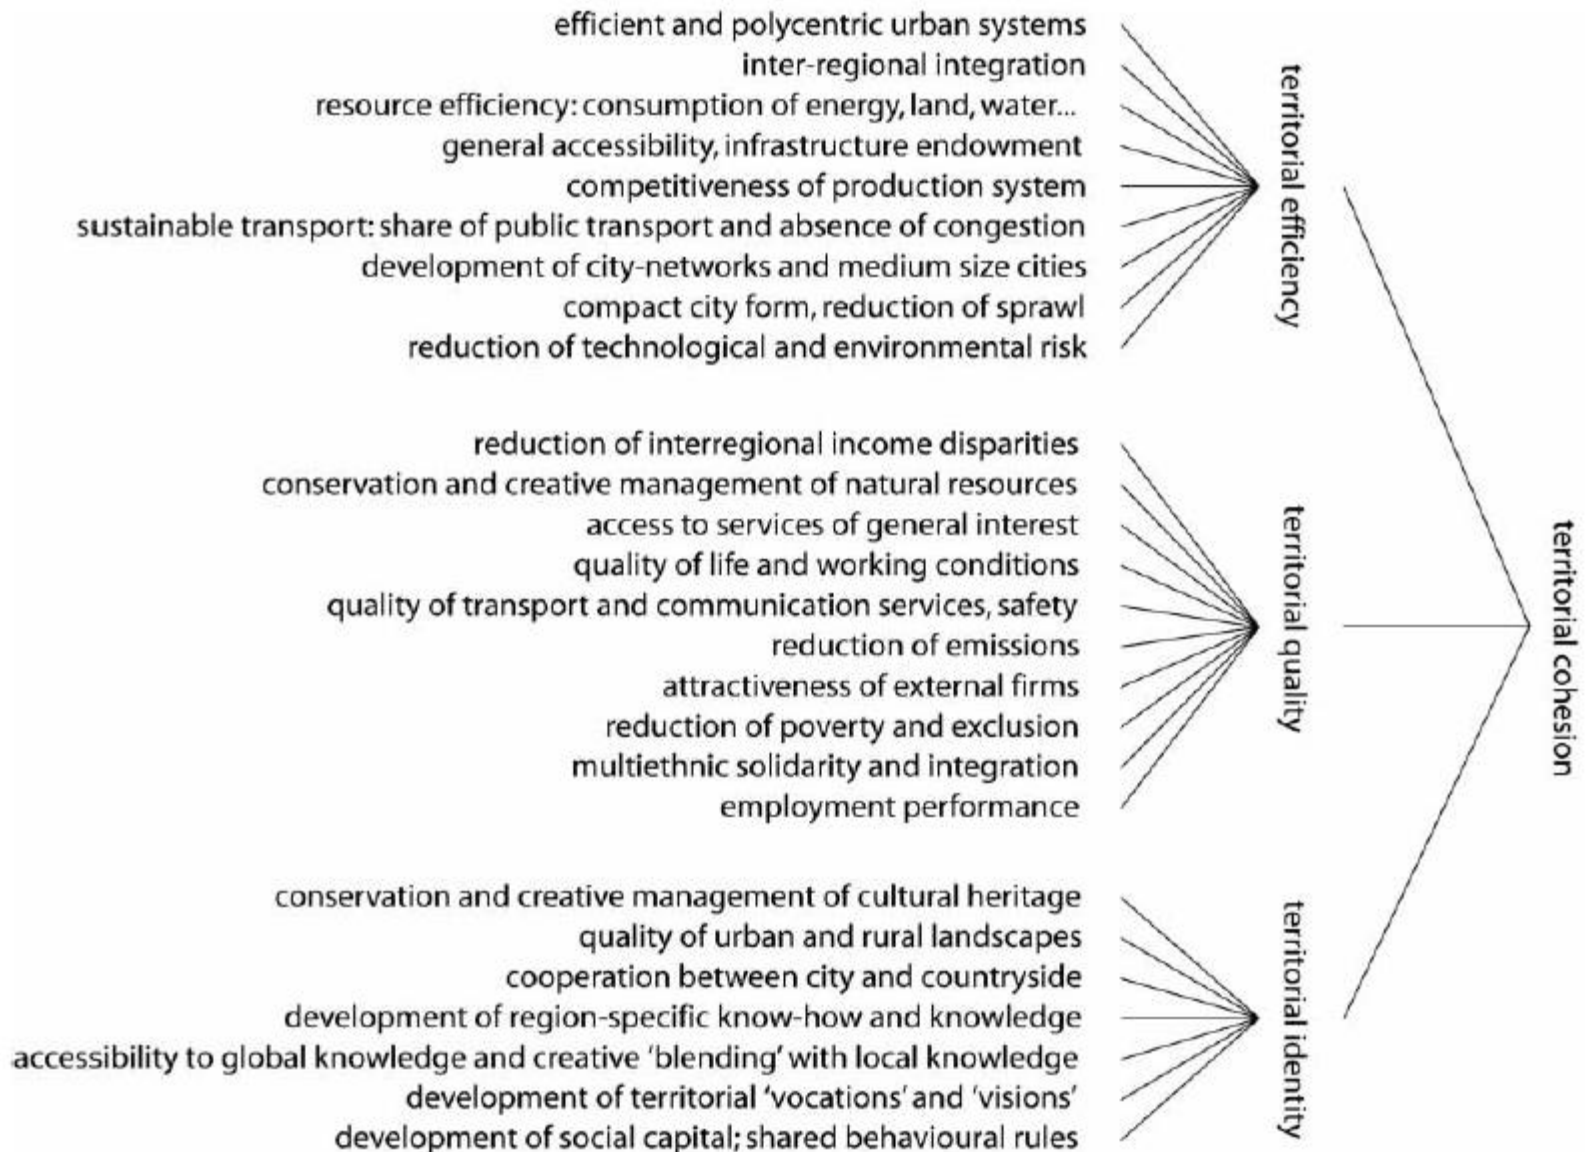 efficient and polycentric urban systems
inter-regional integration
resource efficiency: consumption of energy, land, water...
general accessibility, infrastructure endowment
competitiveness of production system
sustainable transport: share of public transport and absence of congestion
development of city-networks and medium size cities
compact city form, reduction of sprawl
reduction of technological and environmental risk
territorial efficiency
reduction of interregional income disparities
conservation and creative management of natural resources
access to services of general interest
quality of life and working conditions
quality of transport and communication services, safety
reduction of emissions
attractiveness of external firms
reduction of poverty and exclusion
multiethnic solidarity and integration
employment performance
territorial quality
conservation and creative management of cultural heritage
quality of urban and rural landscapes
cooperation between city and countryside
development of region-specific know-how and knowledge
accessibility to global knowledge and creative ‘blending’ with local knowledge
development of territorial ‘vocations’ and ‘visions’
development of social capital; shared behavioural rules
territorial identity
territorial cohesion